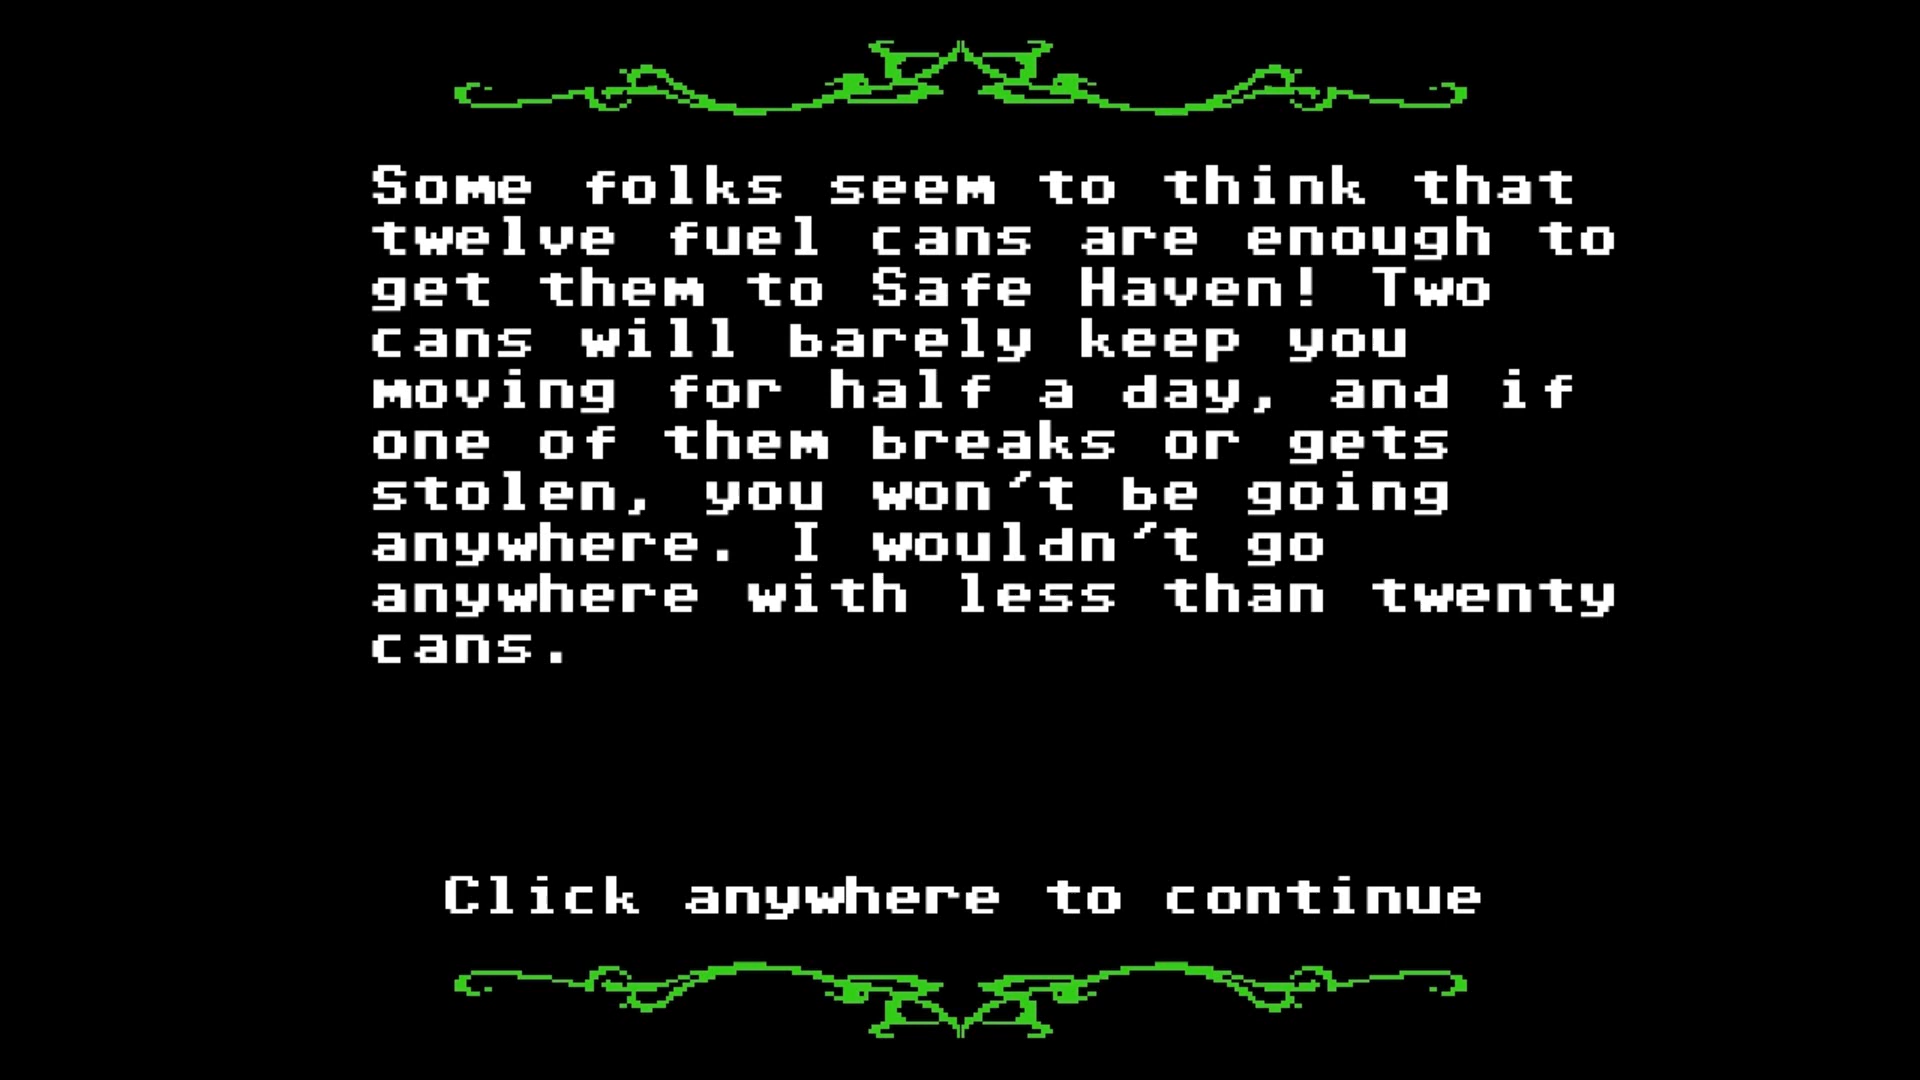 Some folks seem to think that
twelve fuel cans are enough to
get them to Safe Haven! Two
cans will barely keep you
moving for half a day, and if
one of them breaks or gets
stolen, you won't be going
anywhere. I wouldn't go
anywhere with less than twenty
cans.
Click anywhere to continue